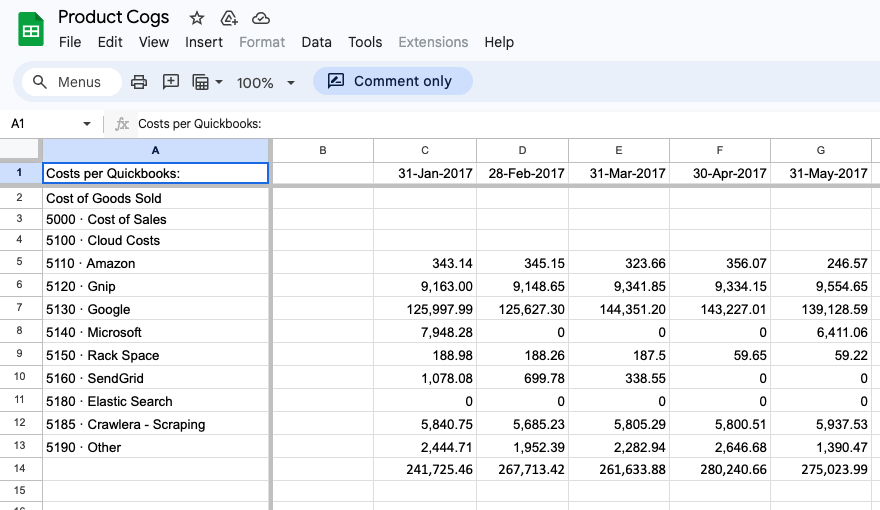 Product Cogs
File Edit View Insert Format Data Tools Extensions Help
Menus 100% Comment only
A1 fx Costs per Quickbooks:
A B C D E F G
1 Costs per Quickbooks: 31-Jan-2017 28-Feb-2017 31-Mar-2017 30-Apr-2017 31-May-2017
2 Cost of Goods Sold
3 5000 · Cost of Sales
4 5100 · Cloud Costs
5 5110 · Amazon 343.14 345.15 323.66 356.07 246.57
6 5120 · Gnip 9,163.00 9,148.65 9,341.85 9,334.15 9,554.65
7 5130 · Google 125,997.99 125,627.30 144,351.20 143,227.01 139,128.59
8 5140 · Microsoft 7,948.28 0 0 0 6,411.06
9 5150 · Rack Space 188.98 188.26 187.5 59.65 59.22
10 5160 · SendGrid 1,078.08 699.78 338.55 0 0
11 5180 · Elastic Search 0 0 0 0 0
12 5185 · Crawlera - Scraping 5,840.75 5,685.23 5,805.29 5,800.51 5,937.53
13 5190 · Other 2,444.71 1,952.39 2,282.94 2,646.68 1,390.47
14 241,725.46 267,713.42 261,633.88 280,240.66 275,023.99
15